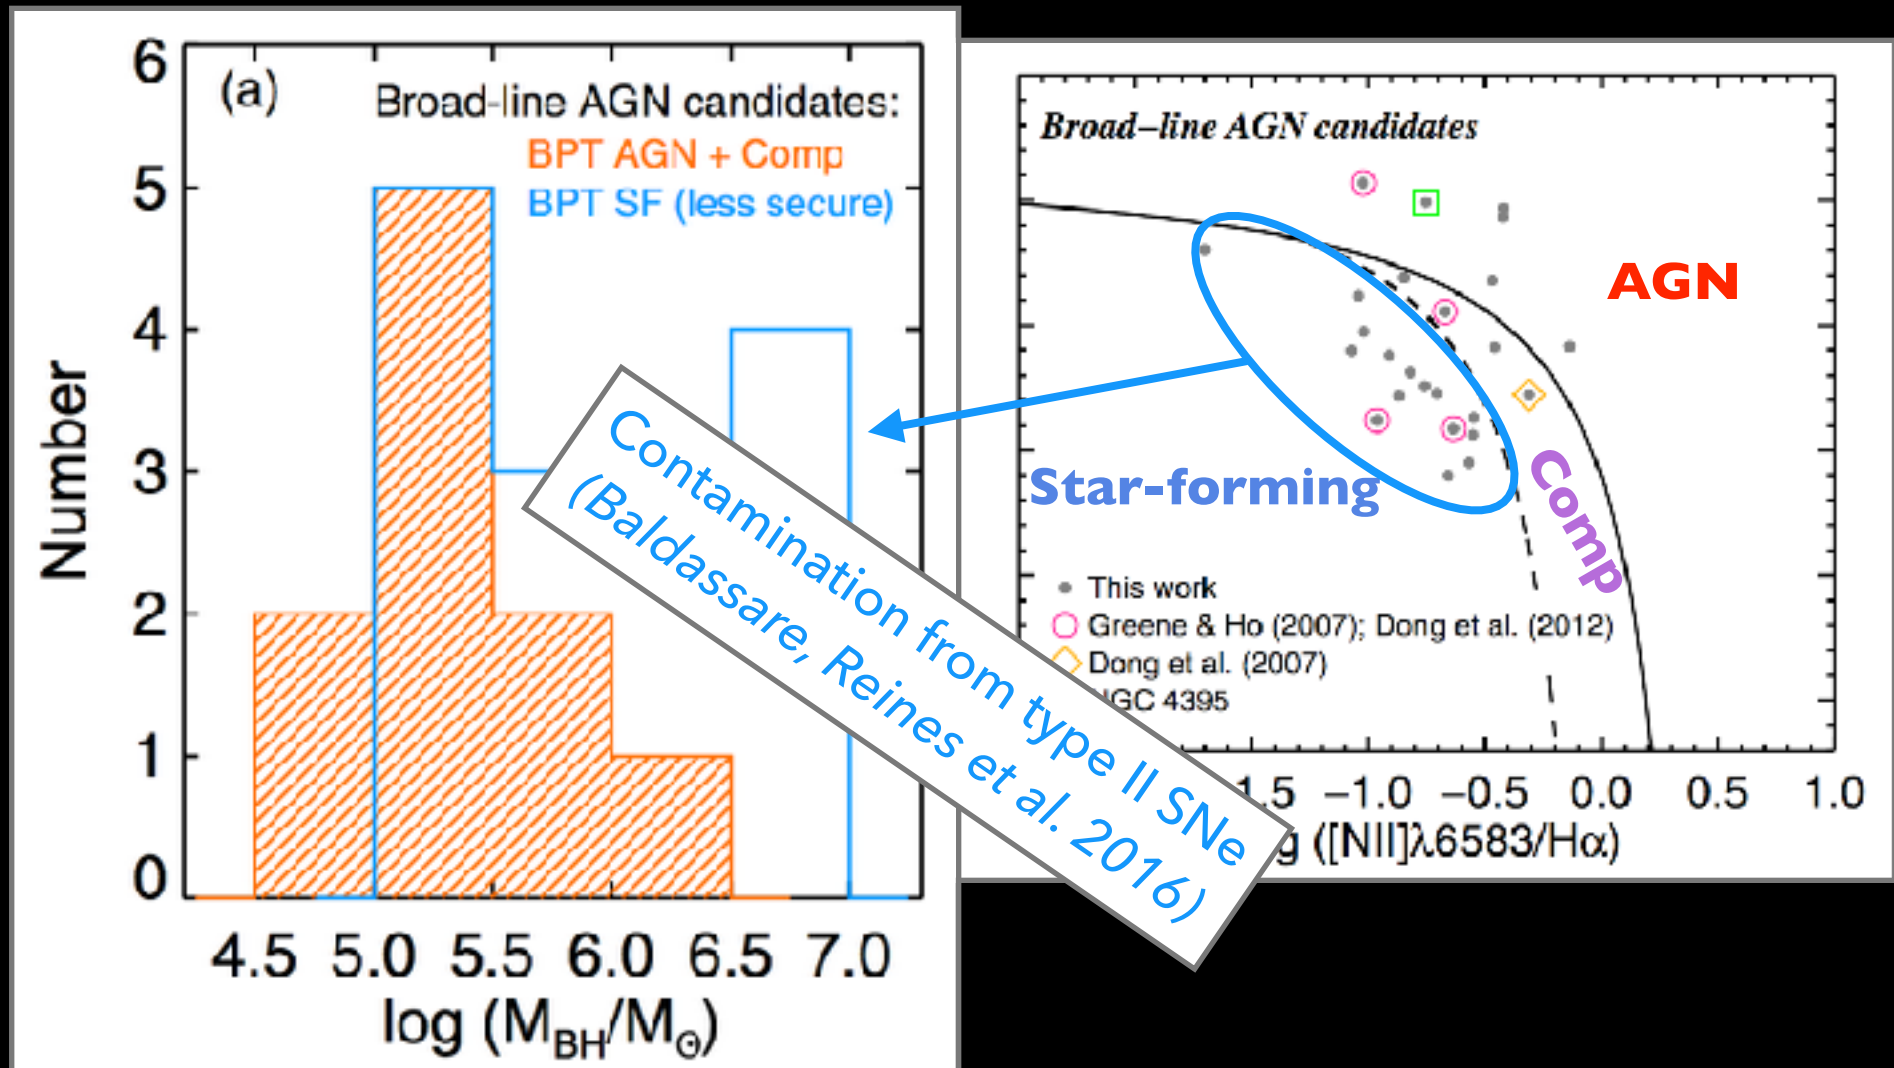 6
5
4
3
2
1
0
Number
(a)
Broad-line AGN candidates:
BPT AGN + Comp
BPT SF (less secure)
4.5 5.0 5.5 6.0 6.5 7.0
log (M_BH/M_⊙)
Contamination from type II SNe
(Baldassare, Reines et al. 2016)
Broad–line AGN candidates
AGN
Star-forming
Comp
This work
Greene & Ho (2007); Dong et al. (2012)
Dong et al. (2007)
4395
−1.0 −0.5 0.0 0.5 1.0
([NII]λ6583/Hα)